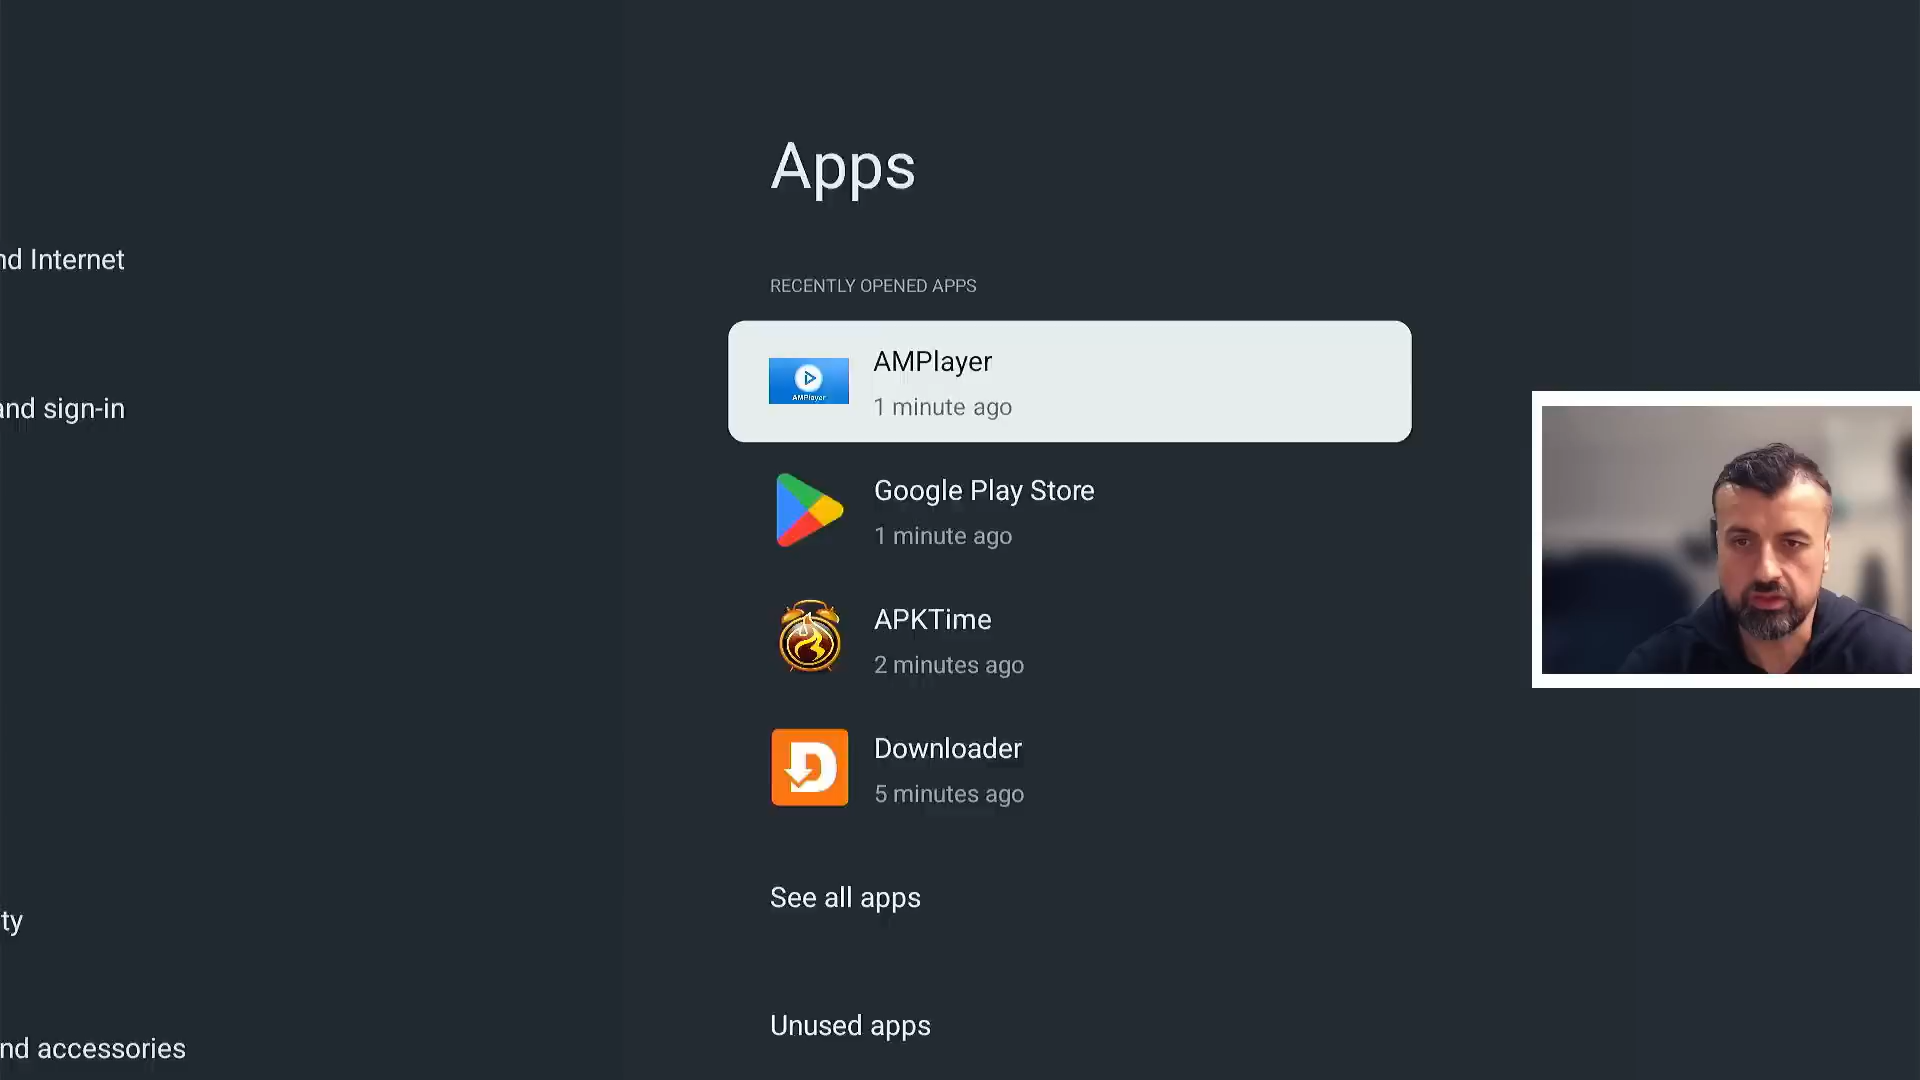 nd Internet
and sign-in
ty
nd accessories
Apps
RECENTLY OPENED APPS
AMPlayer
AMPlayer
1 minute ago
Google Play Store
1 minute ago
APKTime
2 minutes ago
Downloader
5 minutes ago
See all apps
Unused apps